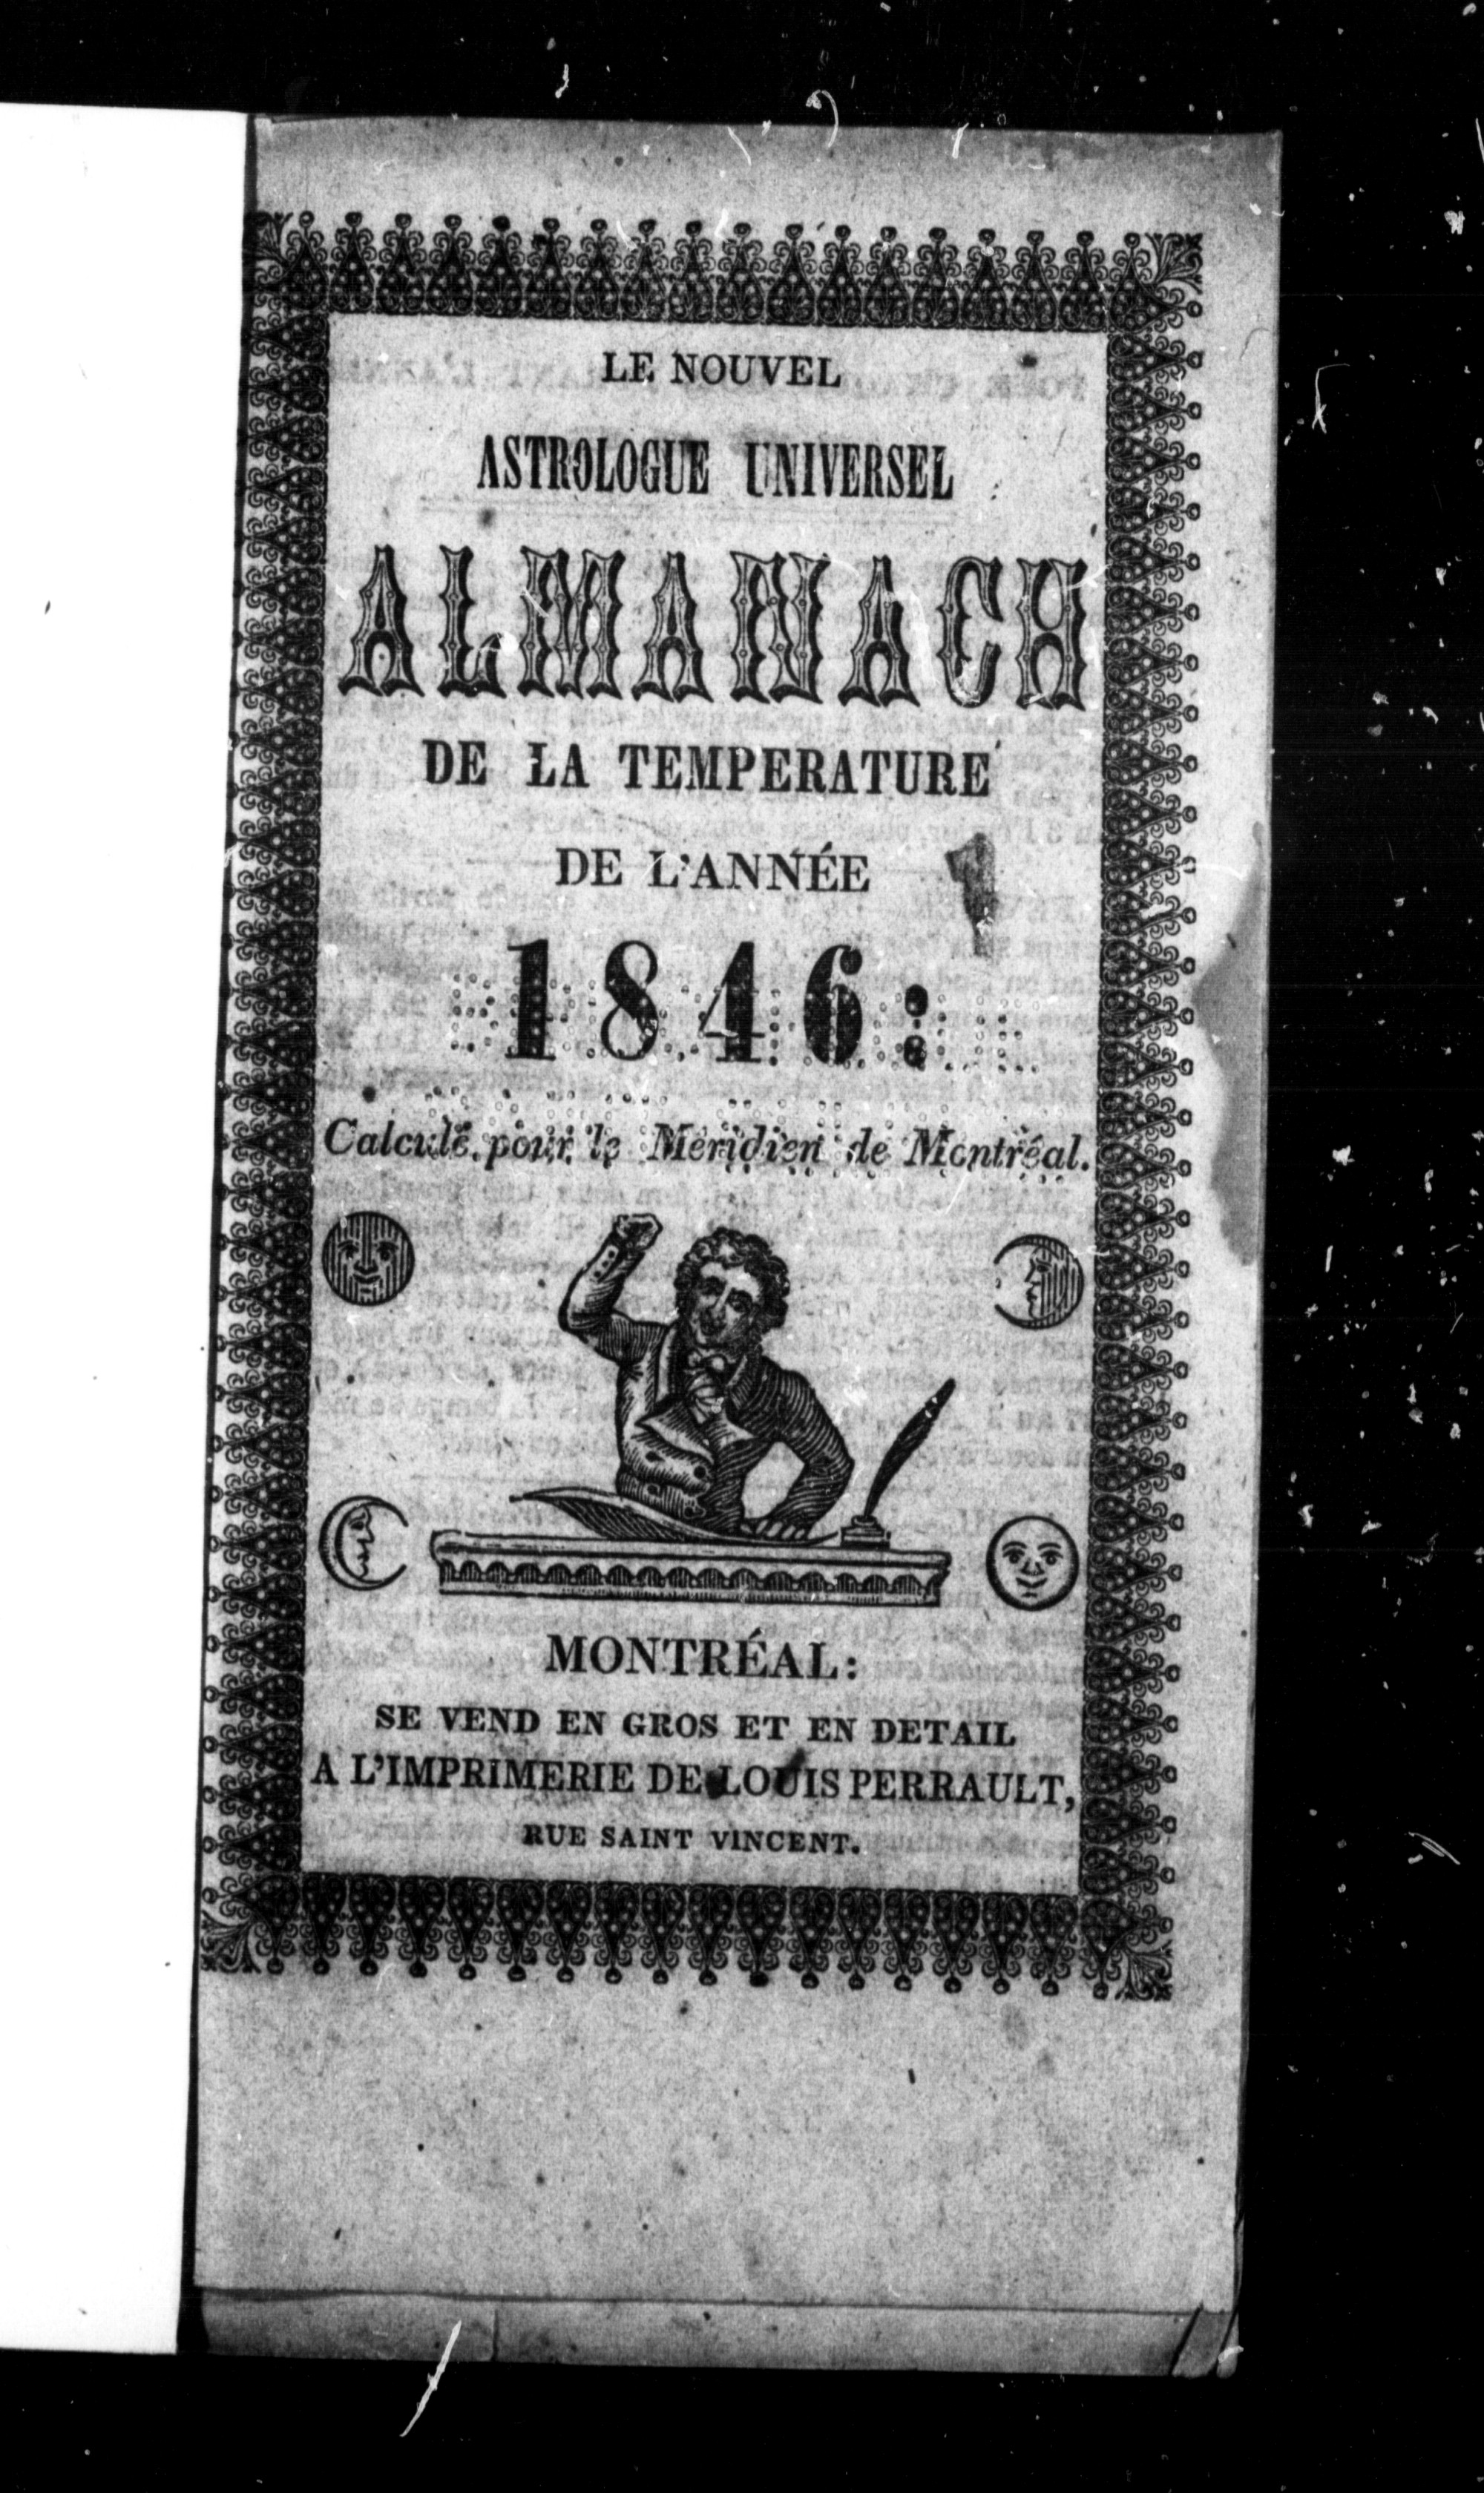 LE NOUVEL
ASTROLOGUE UNIVERSEL
ALMANACH
DE LA TEMPERATURE
DE L'ANNÉE
1846:
Calculé pour le Méridien de Montréal.
MONTRÉAL:
SE VEND EN GROS ET EN DETAIL
A L'IMPRIMERIE DE LOUIS PERRAULT,
RUE SAINT VINCENT.